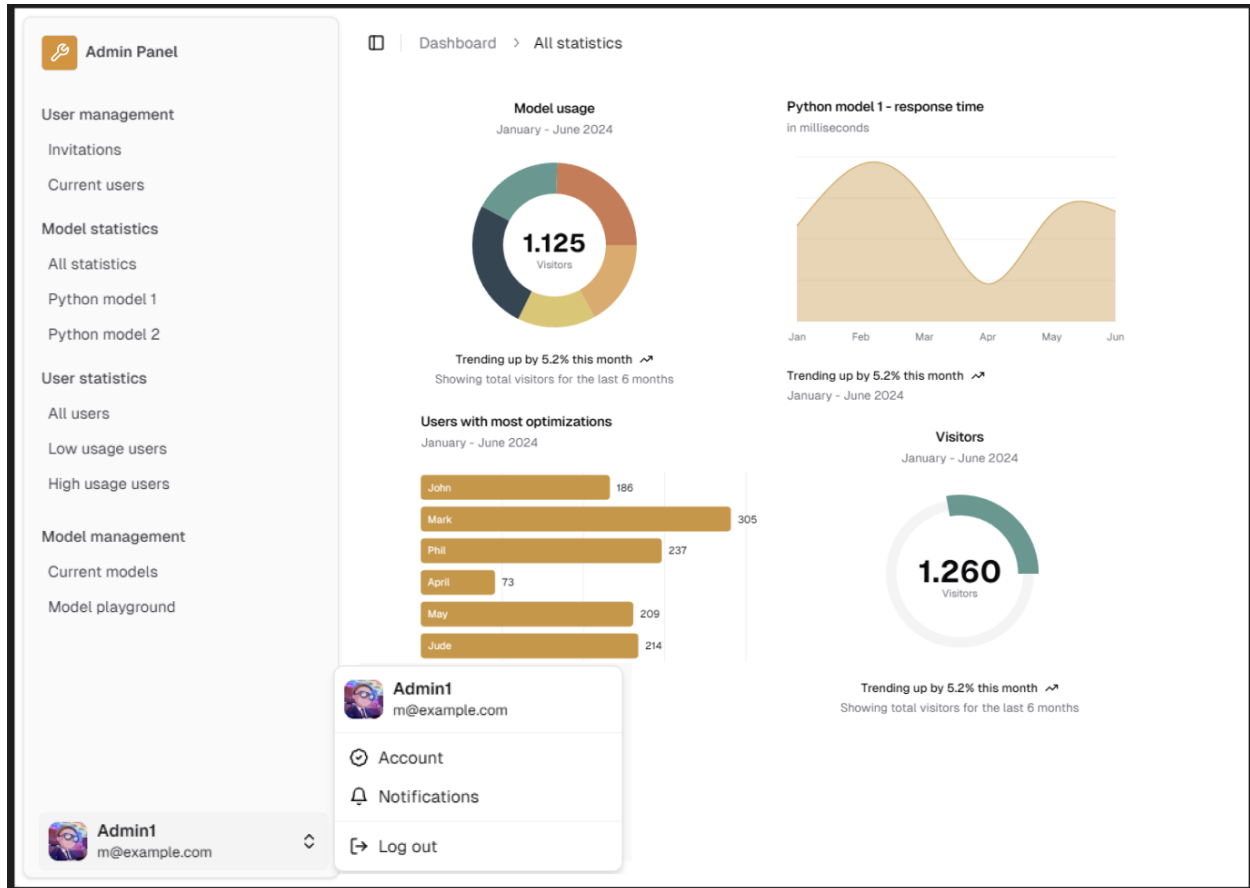 Admin Panel
User management
Invitations
Current users
Model statistics
All statistics
Python model 1
Python model 2
User statistics
All users
Low usage users
High usage users
Model management
Current models
Model playground
Admin1
m@example.com
Dashboard > All statistics
Model usage
January - June 2024
1.125
Visitors
Trending up by 5.2% this month
Showing total visitors for the last 6 months
Python model 1 - response time
in milliseconds
Jan Feb Mar Apr May Jun
Trending up by 5.2% this month
January - June 2024
Users with most optimizations
January - June 2024
John 186
Mark 305
Phil 237
April 73
May 209
Jude 214
Visitors
January - June 2024
1.260
Visitors
Trending up by 5.2% this month
Showing total visitors for the last 6 months
Admin1
m@example.com
Account
Notifications
Log out